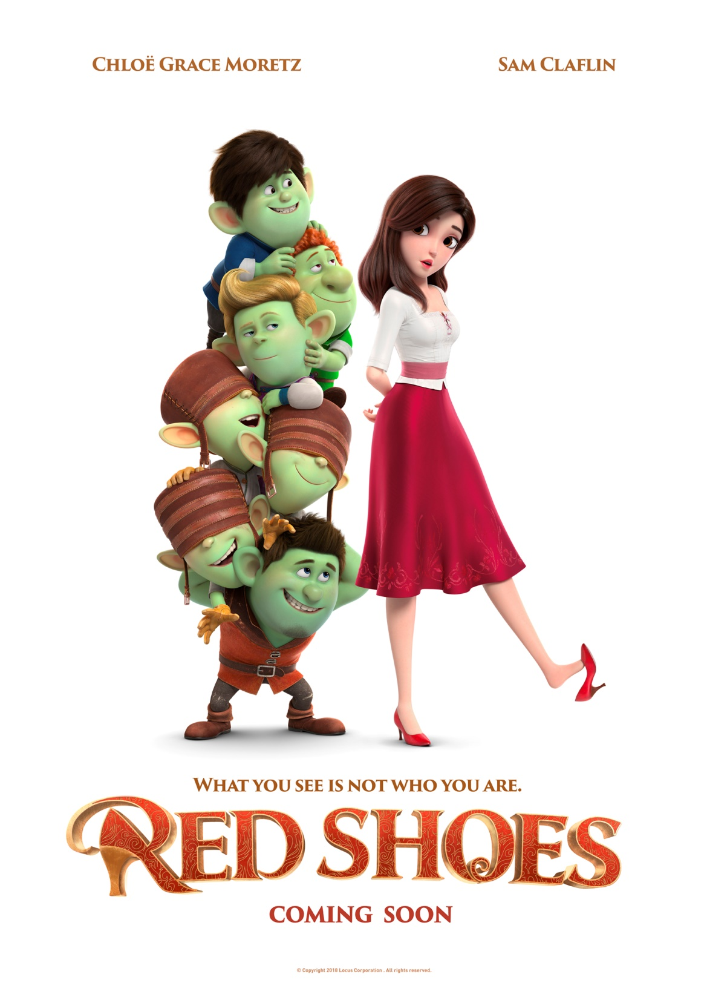 CHLOË GRACE MORETZ
SAM CLAFLIN
WHAT YOU SEE IS NOT WHO YOU ARE.
RED SHOES
COMING SOON
© Copyright 2018 Locus Corporation . All rights reserved.